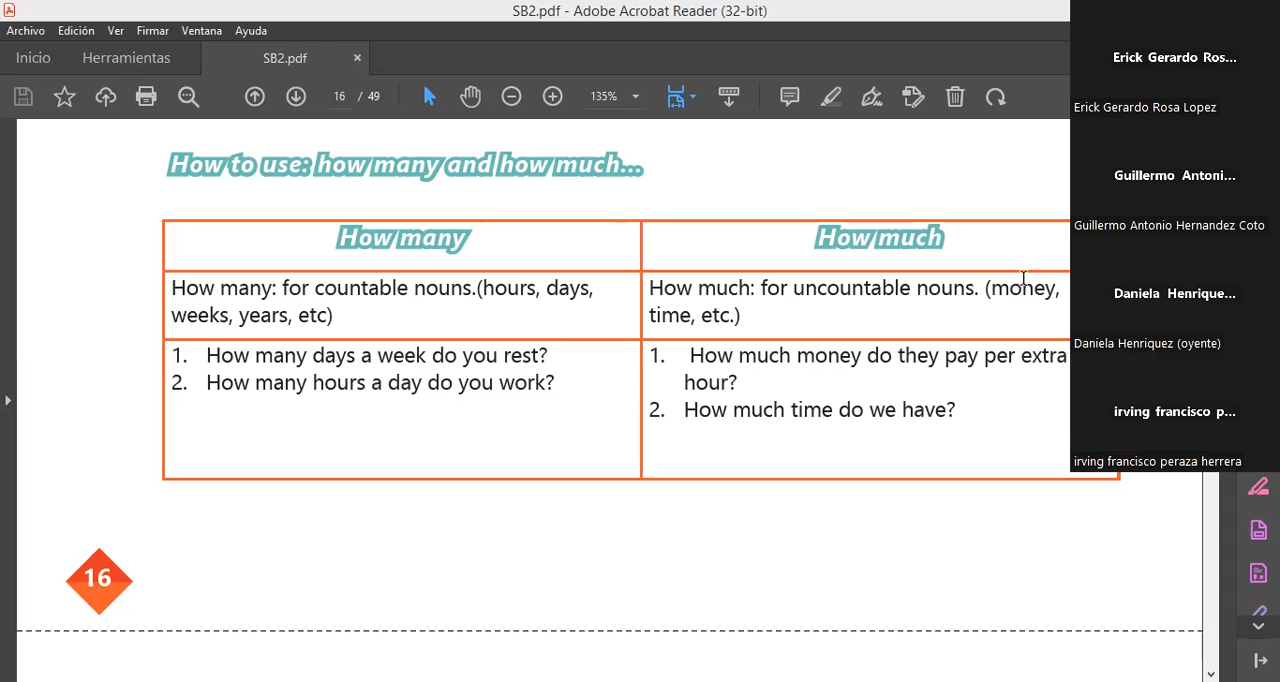 SB2.pdf - Adobe Acrobat Reader (32-bit)
Archivo Edición Ver Firmar Ventana Ayuda
Inicio Herramientas SB2.pdf ×
16 / 49 135%
How to use: how many and how much...
How many How much
How many: for countable nouns.(hours, days,
weeks, years, etc)
How much: for uncountable nouns. (money,
time, etc.)
1. How many days a week do you rest?
2. How many hours a day do you work?
1. How much money do they pay per extra
hour?
2. How much time do we have?
16
Erick Gerardo Ros...
Erick Gerardo Rosa Lopez
Guillermo Antoni...
Guillermo Antonio Hernandez Coto
Daniela Henrique...
Daniela Henriquez (oyente)
irving francisco p...
irving francisco peraza herrera